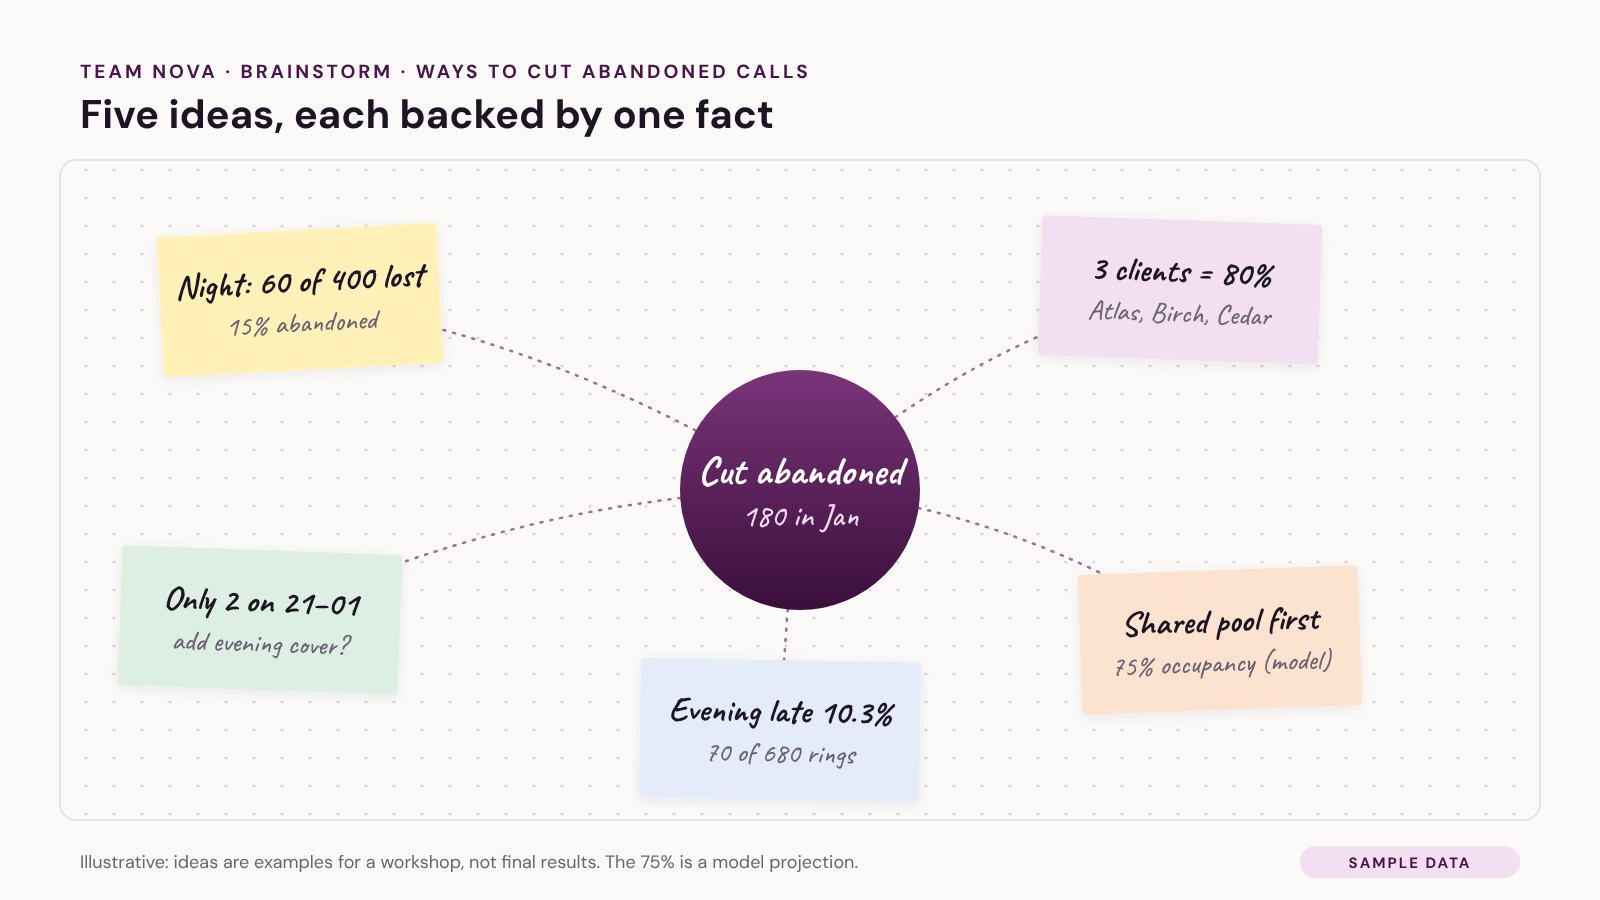 TEAM NOVA · BRAINSTORM · WAYS TO CUT ABANDONED CALLS
Five ideas, each backed by one fact
Night: 60 of 400 lost
15% abandoned
3 clients = 80%
Atlas, Birch, Cedar
Cut abandoned
180 in Jan
Only 2 on 21–01
add evening cover?
Shared pool first
75% occupancy (model)
Evening late 10.3%
70 of 680 rings
Illustrative: ideas are examples for a workshop, not final results. The 75% is a model projection.
SAMPLE DATA